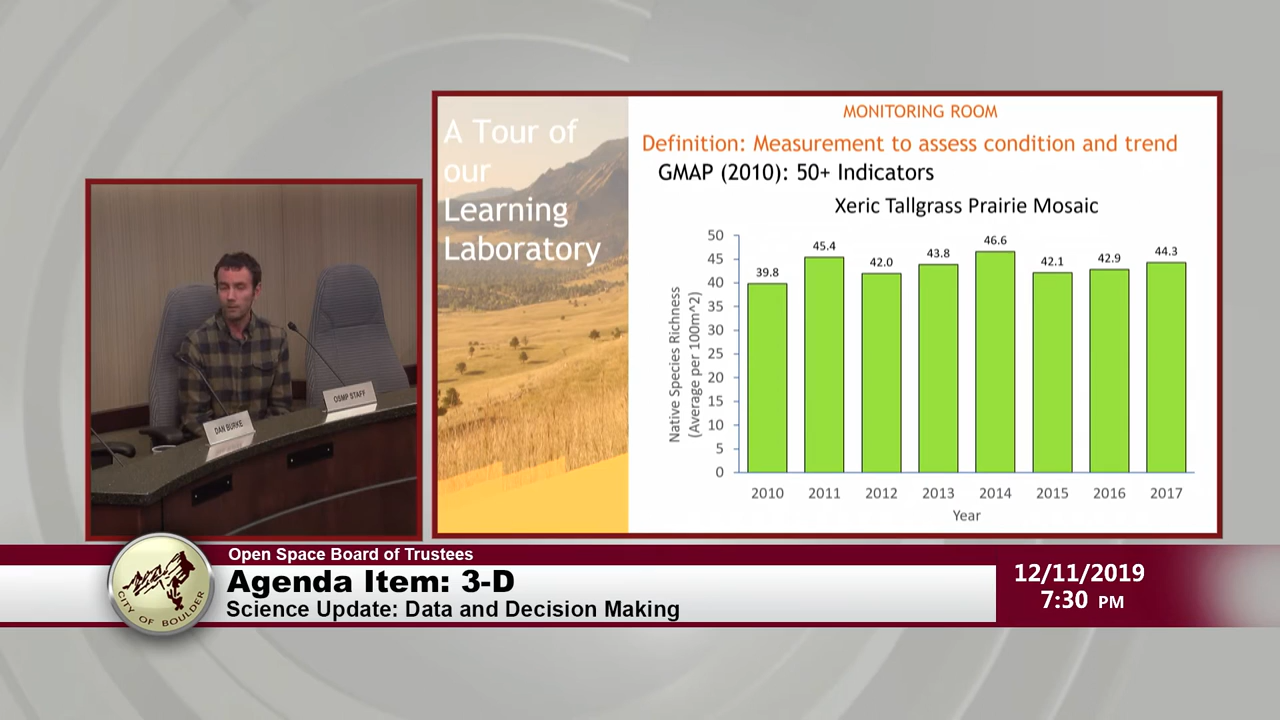 A Tour of
our
Learning
Laboratory
MONITORING ROOM
Definition: Measurement to assess condition and trend
GMAP (2010): 50+ Indicators
Xeric Tallgrass Prairie Mosaic
Native Species Richness
(Average per 100m^2)
50
45
40
35
30
25
20
15
10
5
0
39.8
45.4
42.0
43.8
46.6
42.1
42.9
44.3
2010 2011 2012 2013 2014 2015 2016 2017
Year
DAN BURKE
OSMP STAFF
CITY OF BOULDER
Open Space Board of Trustees
Agenda Item: 3-D
Science Update: Data and Decision Making
12/11/2019
7:30 PM